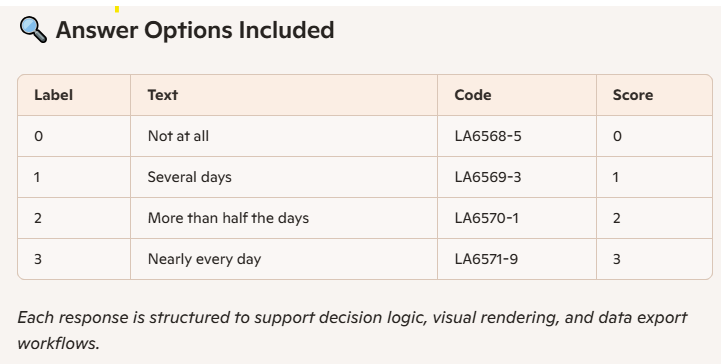 Answer Options Included
Label Text Code Score
0 Not at all LA6568-5 0
1 Several days LA6569-3 1
2 More than half the days LA6570-1 2
3 Nearly every day LA6571-9 3
Each response is structured to support decision logic, visual rendering, and data export
workflows.